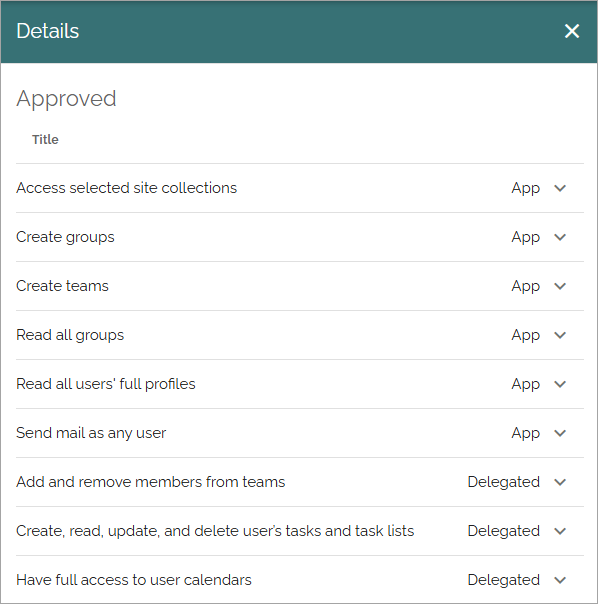 Details
Approved
Title
Access selected site collections App
Create groups App
Create teams App
Read all groups App
Read all users' full profiles App
Send mail as any user App
Add and remove members from teams Delegated
Create, read, update, and delete user's tasks and task lists Delegated
Have full access to user calendars Delegated